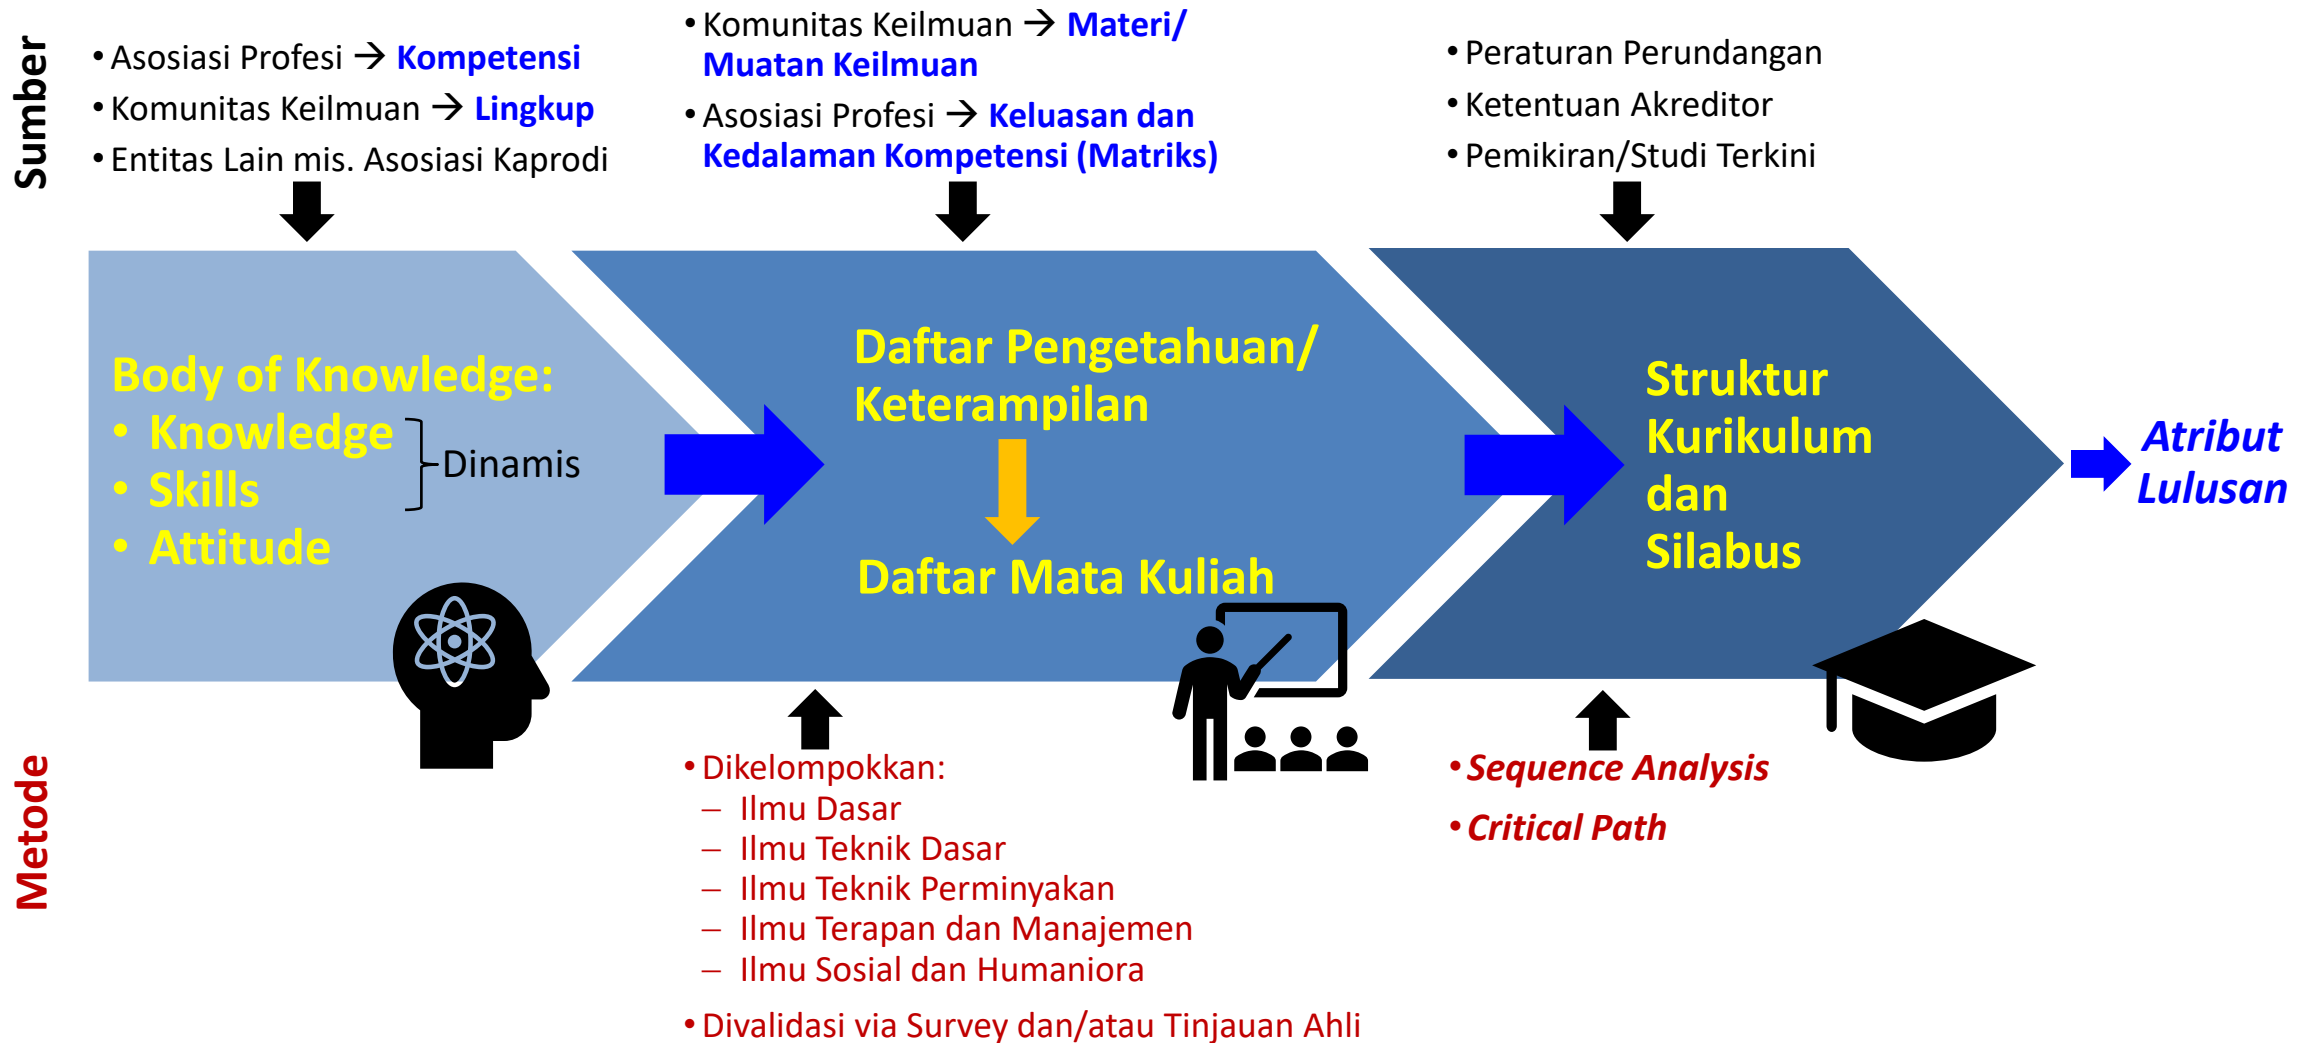 Sumber
• Asosiasi Profesi → Kompetensi
• Komunitas Keilmuan → Lingkup
• Entitas Lain mis. Asosiasi Kaprodi
• Komunitas Keilmuan → Materi/
Muatan Keilmuan
• Asosiasi Profesi → Keluasan dan
Kedalaman Kompetensi (Matriks)
• Peraturan Perundangan
• Ketentuan Akreditor
• Pemikiran/Studi Terkini
Body of Knowledge:
• Knowledge
• Skills
• Attitude
Dinamis
Daftar Pengetahuan/
Keterampilan
Daftar Mata Kuliah
Struktur
Kurikulum
dan
Silabus
Atribut
Lulusan
Metode
• Dikelompokkan:
– Ilmu Dasar
– Ilmu Teknik Dasar
– Ilmu Teknik Perminyakan
– Ilmu Terapan dan Manajemen
– Ilmu Sosial dan Humaniora
• Divalidasi via Survey dan/atau Tinjauan Ahli
• Sequence Analysis
• Critical Path